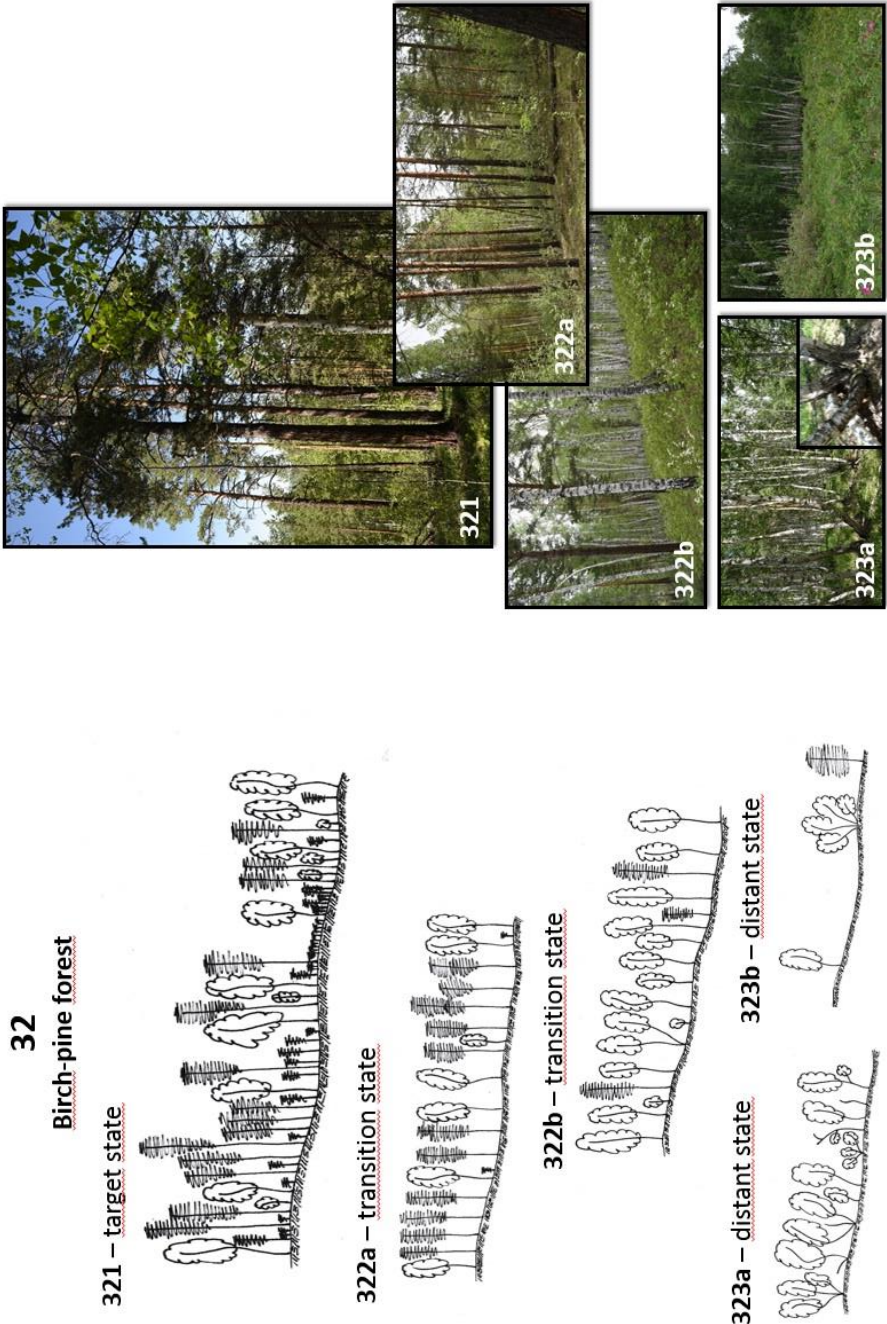 32
Birch-pine forest
321 – target state
322a – transition state
322b – transition state
323a – distant state
323b – distant state
321
322a
322b
323a
323b